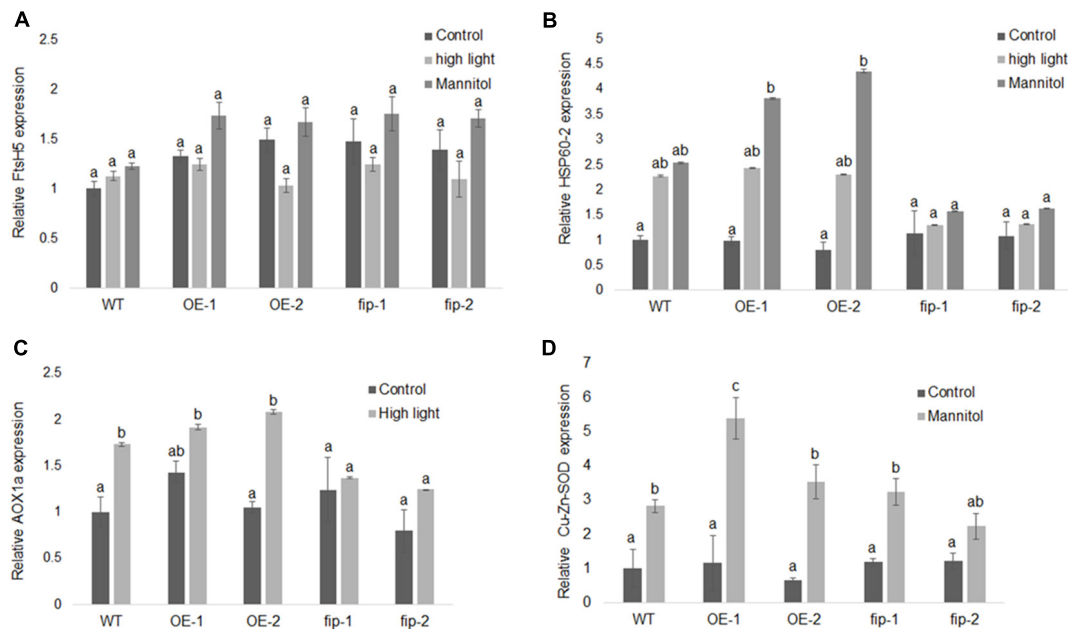 A
Relative FtsH5 expression
2.5
2
1.5
1
0.5
0
Control
high light
Mannitol
a a a
a a a
a a a
a a a
a a a
WT OE-1 OE-2 fip-1 fip-2
B
Relative HSP60-2 expression
5
4.5
4
3.5
3
2.5
2
1.5
1
0.5
0
Control
high light
Mannitol
a ab ab
a ab b
a ab b
a a a
a a a
WT OE-1 OE-2 fip-1 fip-2
C
Relative AOX1a expression
2.5
2
1.5
1
0.5
0
Control
High light
a b
ab b
a b
a a
a a
WT OE-1 OE-2 fip-1 fip-2
D
Relative Cu-Zn-SOD expression
7
6
5
4
3
2
1
0
Control
Mannitol
a b
a c
a b
a b
a ab
WT OE-1 OE-2 fip-1 fip-2